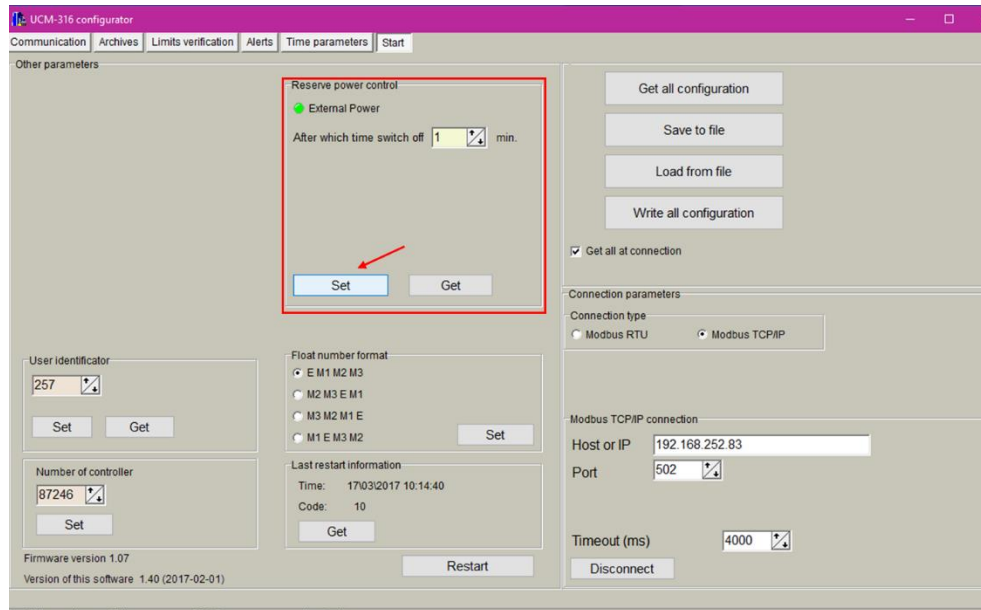 UCM-316 configurator
Communication Archives Limits verification Alerts Time parameters Start
Other parameters
Reserve power control
External Power
After which time switch off 1 min.
Set Get
User identificator
257
Set Get
Number of controller
87246
Set
Firmware version 1.07
Version of this software 1.40 (2017-02-01)
Float number format
E M1 M2 M3
M2 M3 E M1
M3 M2 M1 E
M1 E M3 M2
Set
Last restart information
Time: 17\03\2017 10:14:40
Code: 10
Get
Restart
Get all configuration
Save to file
Load from file
Write all configuration
Get all at connection
Connection parameters
Connection type
Modbus RTU Modbus TCP/IP
Modbus TCP/IP connection
Host or IP 192.168.252.83
Port 502
Timeout (ms) 4000
Disconnect